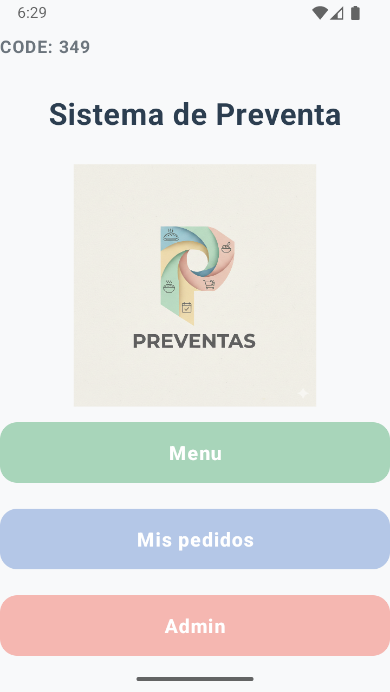 6:29
CODE: 349
Sistema de Preventa
PREVENTAS
Menu
Mis pedidos
Admin